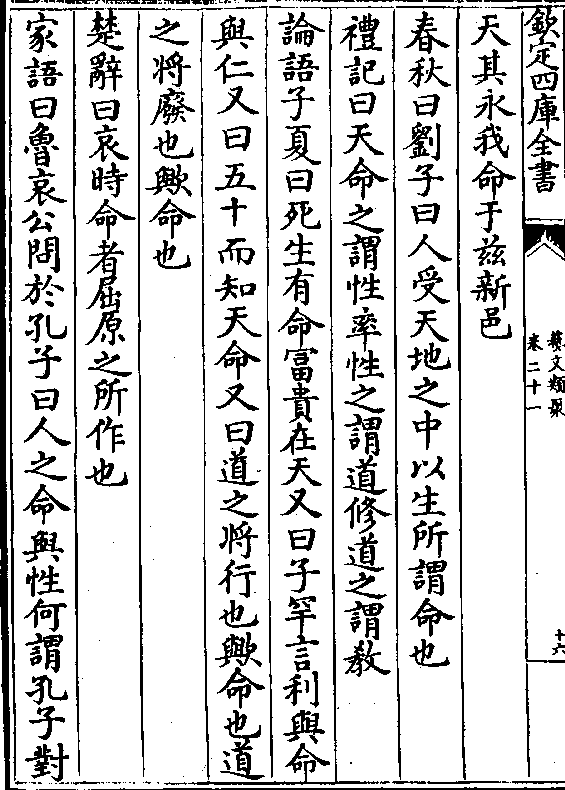 欽定四庫全書
藝文類聚
卷二十一
十六
天其永我命于茲新邑
春秋曰劉子曰人受天地之中以生所謂命也
禮記曰天命之謂性率性之謂道修道之謂敎
論語子夏曰死生有命富貴在天又曰子罕言利與命
與仁又曰五十而知天命又曰道之將行也歟命也道
之將廢也歟命也
楚辭曰哀時命者屈原之所作也
家語曰魯哀公問於孔子曰人之命與性何謂孔子對